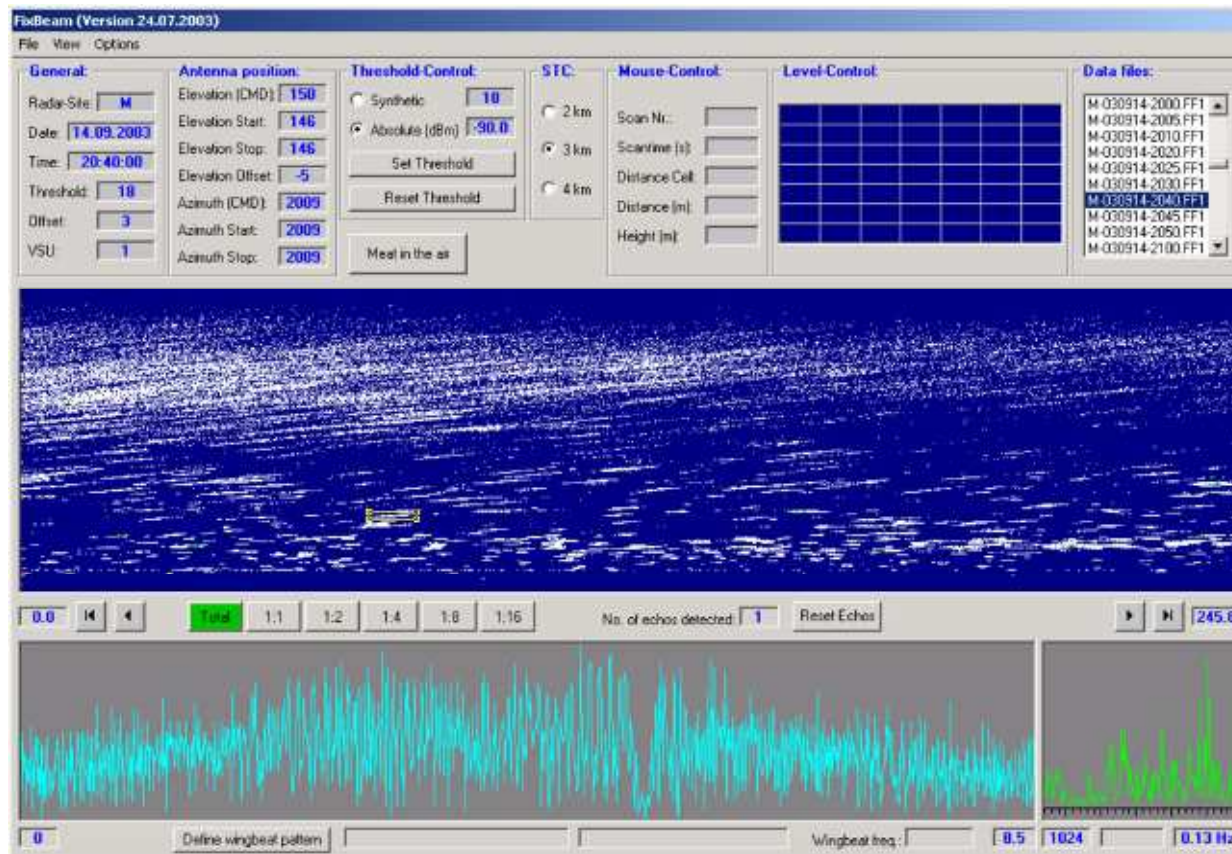 FixBeam (Version 24.07.2003)
File View Options
General:
Radar-Site: M
Date: 14.09.2003
Time: 20:40:00
Threshold: 18
Offset: 3
VSU: 1
Antenna position:
Elevation (CMD): 150
Elevation Start: 146
Elevation Stop: 146
Elevation Offset: -5
Azimuth (CMD): 2009
Azimuth Start: 2009
Azimuth Stop: 2009
Threshold-Control:
Synthetic 10
Absolute (dBm) -90.0
Set Threshold
Reset Threshold
Meat in the air
STC:
2 km
3 km
4 km
Mouse-Control:
Scan Nr.:
Scantime (s):
Distance Cell:
Distance (m):
Height (m):
Level-Control:
Data files:
M-030914-2000.FF1
M-030914-2005.FF1
M-030914-2010.FF1
M-030914-2020.FF1
M-030914-2025.FF1
M-030914-2030.FF1
M-030914-2040.FF1
M-030914-2045.FF1
M-030914-2050.FF1
M-030914-2100.FF1
0.0 Total 1:1 1:2 1:4 1:8 1:16 No. of echos detected: 1 Reset Echos
0 Define wingbeat pattern Wingbeat freq.: 8.5 1024 0.13 Hz